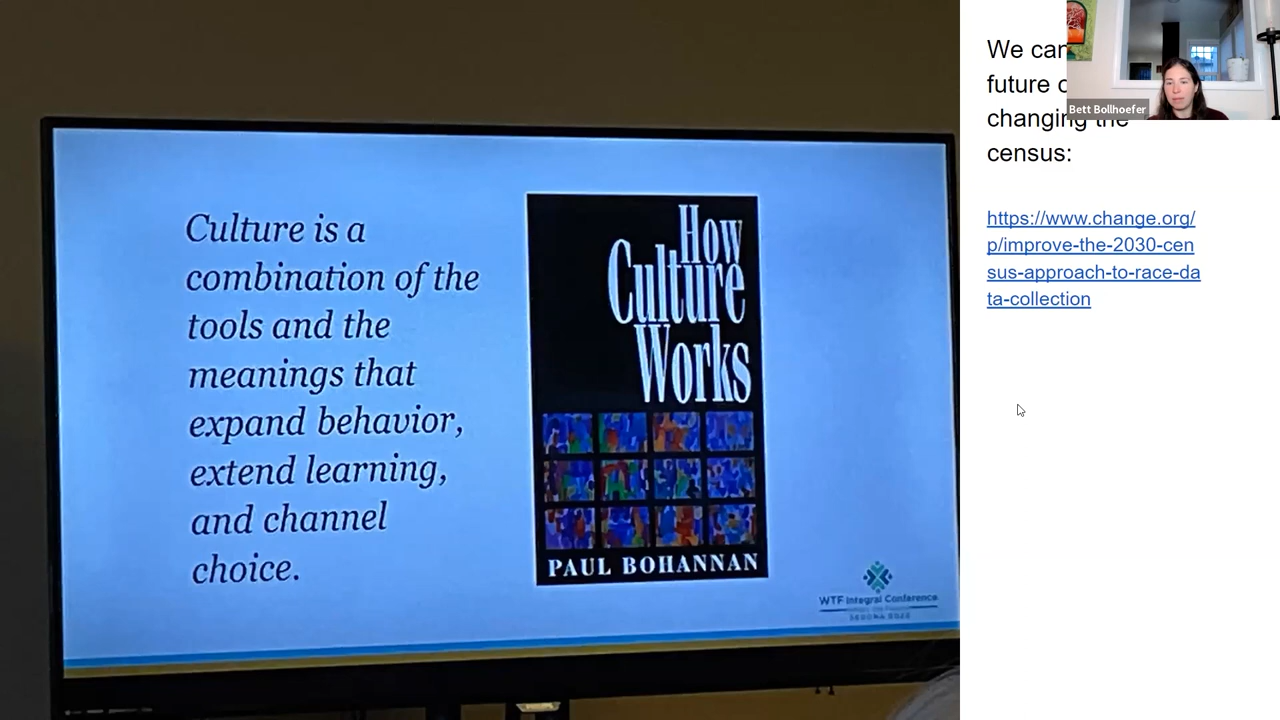 Culture is a
combination of the
tools and the
meanings that
expand behavior,
extend learning,
and channel
choice.
How
Culture
Works
PAUL BOHANNAN
WTF Integral Conference
SEDONA
We can
future
changing the
census:
https://www.change.org/
p/improve-the-2030-cen
sus-approach-to-race-da
ta-collection
Bett Bollhoefer